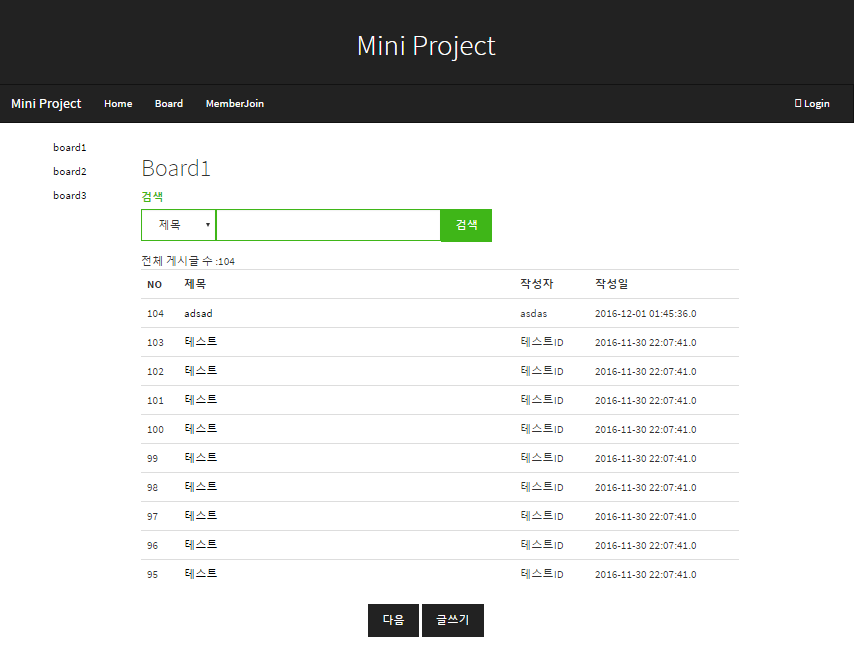 Mini Project
Mini Project Home Board MemberJoin Login
board1
board2
board3
Board1
검색
제목 검색
전체 게시글 수 :104
NO 제목 작성자 작성일
104 adsad asdas 2016-12-01 01:45:36.0
103 테스트 테스트ID 2016-11-30 22:07:41.0
102 테스트 테스트ID 2016-11-30 22:07:41.0
101 테스트 테스트ID 2016-11-30 22:07:41.0
100 테스트 테스트ID 2016-11-30 22:07:41.0
99 테스트 테스트ID 2016-11-30 22:07:41.0
98 테스트 테스트ID 2016-11-30 22:07:41.0
97 테스트 테스트ID 2016-11-30 22:07:41.0
96 테스트 테스트ID 2016-11-30 22:07:41.0
95 테스트 테스트ID 2016-11-30 22:07:41.0
다음 글쓰기